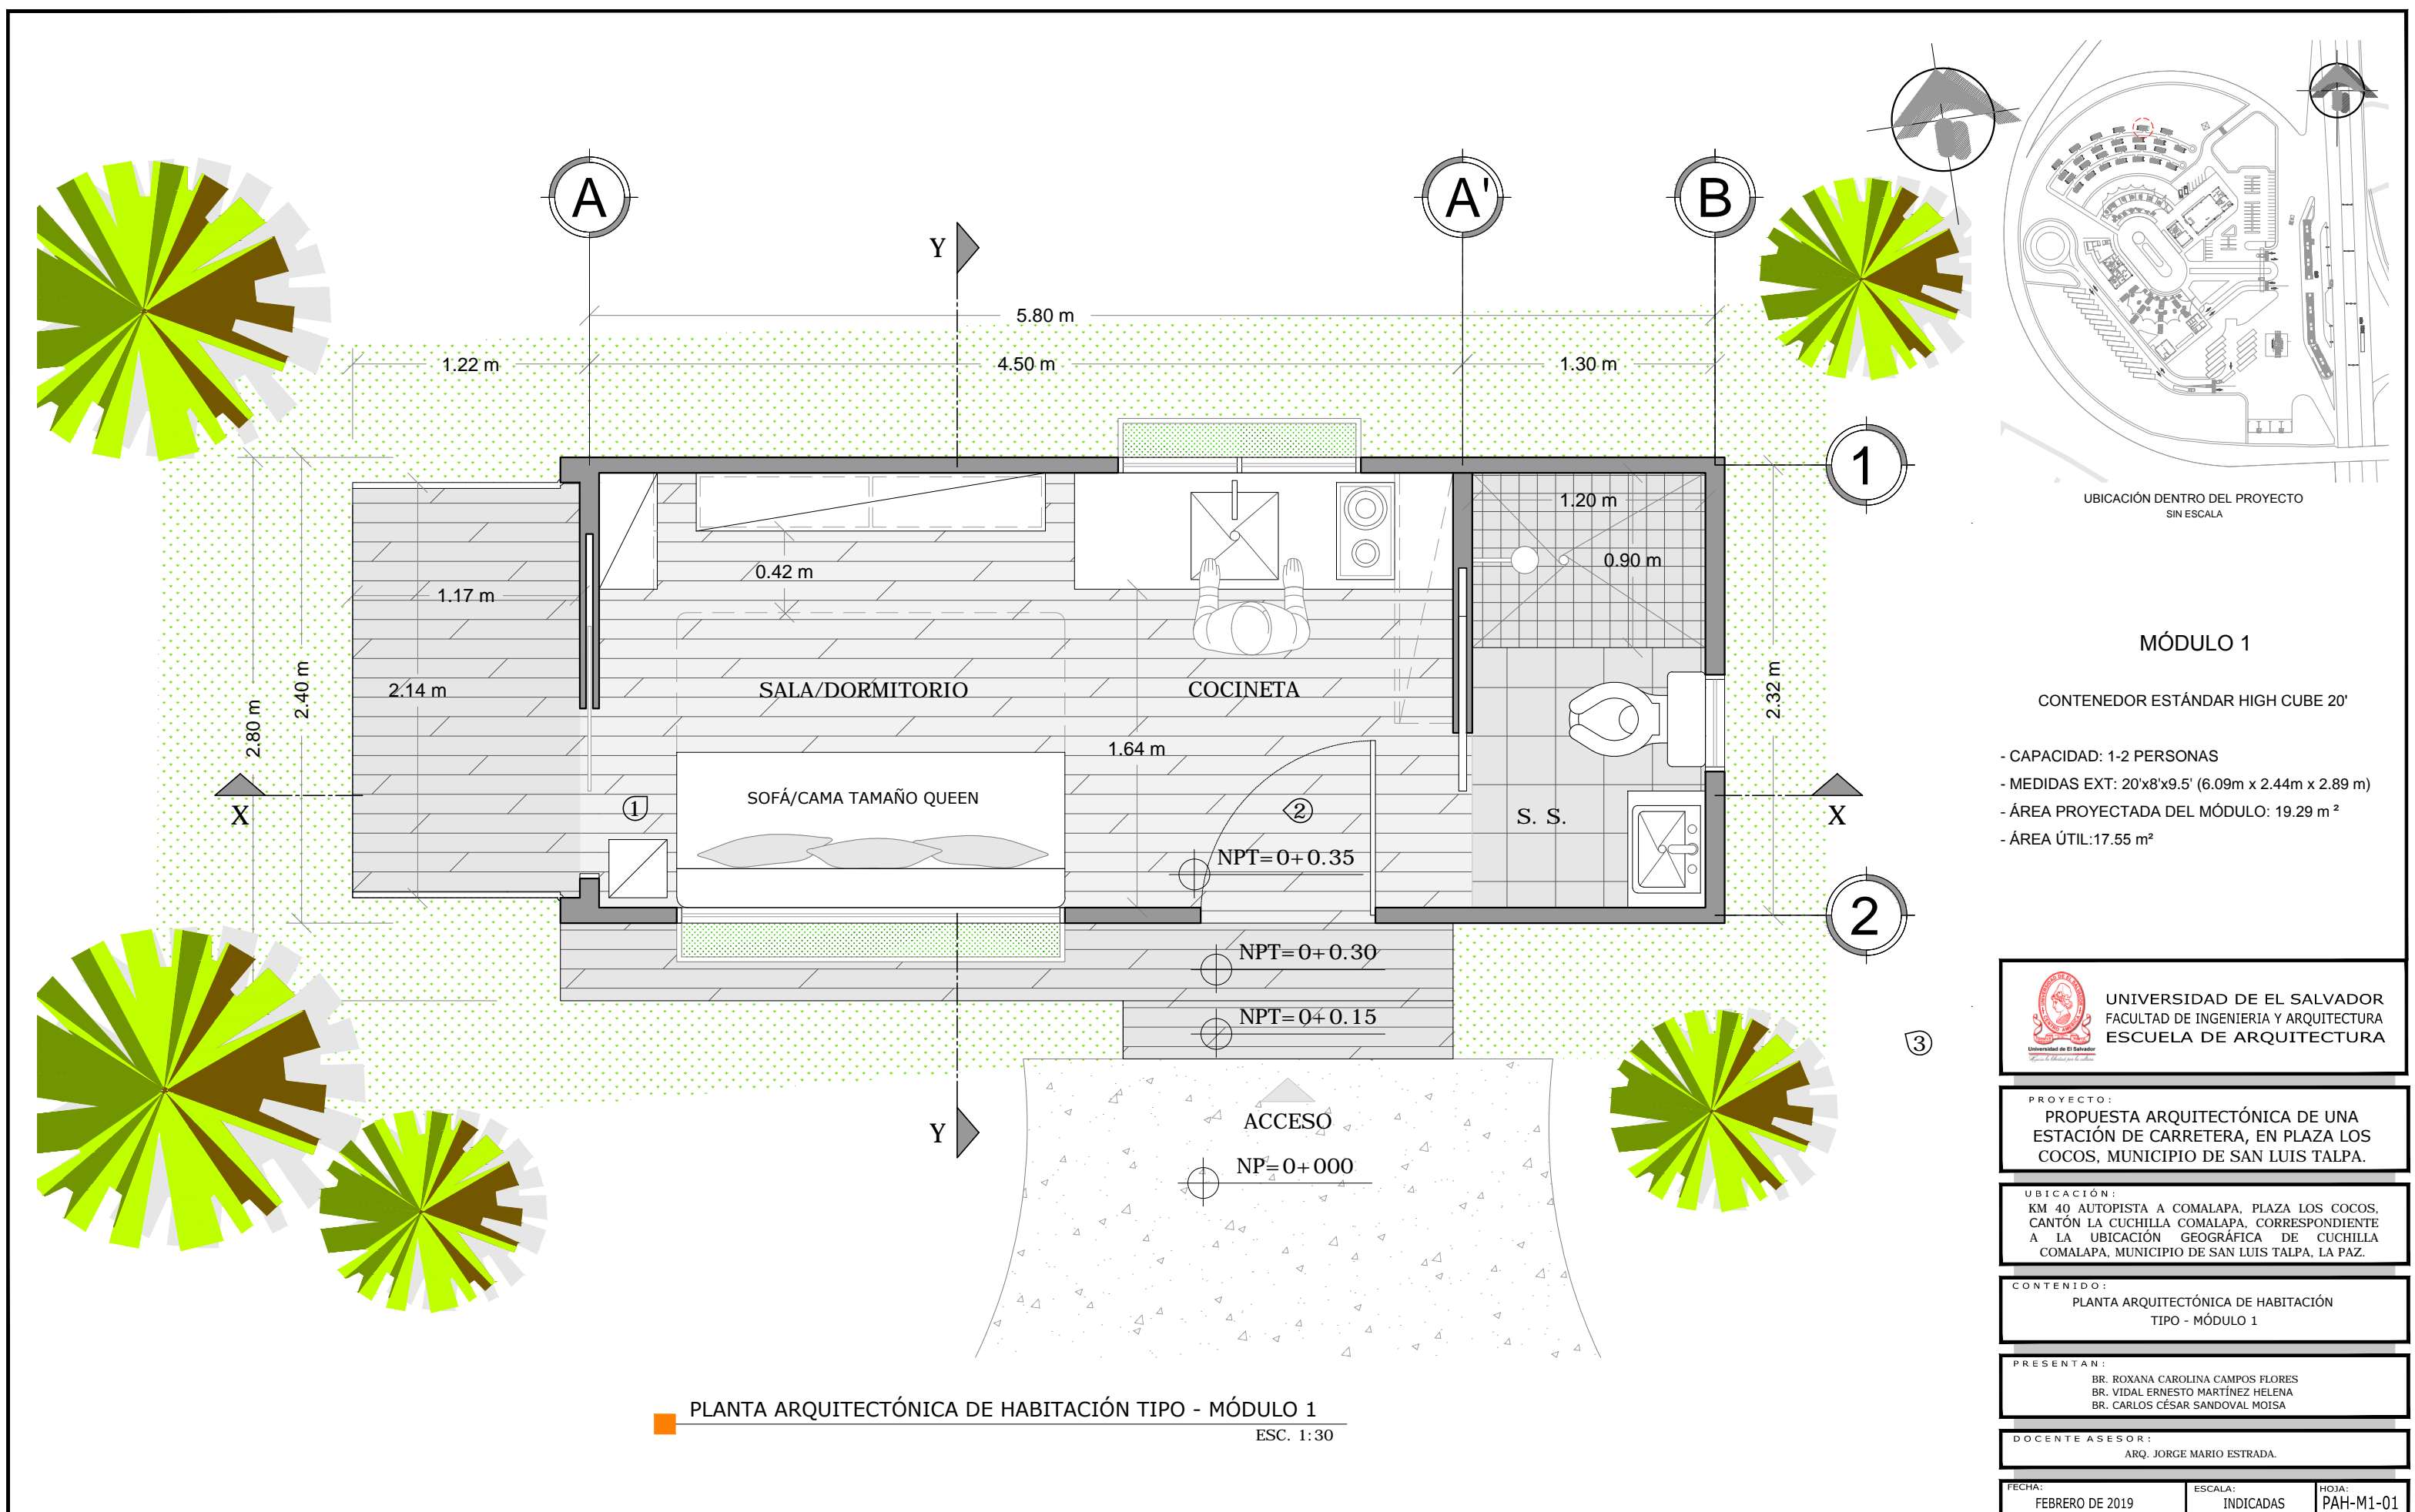 A
A'
B
Y
5.80 m
1.22 m
4.50 m
1.30 m
1
1.20 m
0.90 m
0.42 m
1.17 m
2.14 m
2.40 m
2.80 m
2.32 m
SALA/DORMITORIO
COCINETA
1.64 m
SOFÁ/CAMA TAMAÑO QUEEN
1
2
S. S.
X
X
NPT=0+0.35
2
NPT=0+0.30
NPT=0+0.15
3
Y
ACCESO
NP=0+000
PLANTA ARQUITECTÓNICA DE HABITACIÓN TIPO - MÓDULO 1
ESC. 1:30
UBICACIÓN DENTRO DEL PROYECTO
SIN ESCALA
MÓDULO 1
CONTENEDOR ESTÁNDAR HIGH CUBE 20'
- CAPACIDAD: 1-2 PERSONAS
- MEDIDAS EXT: 20'x8'x9.5' (6.09m x 2.44m x 2.89 m)
- ÁREA PROYECTADA DEL MÓDULO: 19.29 m ²
- ÁREA ÚTIL:17.55 m²
UNIVERSIDAD DE EL SALVADOR
FACULTAD DE INGENIERIA Y ARQUITECTURA
ESCUELA DE ARQUITECTURA
Universidad de El Salvador
PROYECTO:
PROPUESTA ARQUITECTÓNICA DE UNA
ESTACIÓN DE CARRETERA, EN PLAZA LOS
COCOS, MUNICIPIO DE SAN LUIS TALPA.
UBICACIÓN:
KM 40 AUTOPISTA A COMALAPA, PLAZA LOS COCOS,
CANTÓN LA CUCHILLA COMALAPA, CORRESPONDIENTE
A LA UBICACIÓN GEOGRÁFICA DE CUCHILLA
COMALAPA, MUNICIPIO DE SAN LUIS TALPA, LA PAZ.
CONTENIDO:
PLANTA ARQUITECTÓNICA DE HABITACIÓN
TIPO - MÓDULO 1
PRESENTAN:
BR. ROXANA CAROLINA CAMPOS FLORES
BR. VIDAL ERNESTO MARTÍNEZ HELENA
BR. CARLOS CÉSAR SANDOVAL MOISA
DOCENTE ASESOR:
ARQ. JORGE MARIO ESTRADA.
FECHA:
FEBRERO DE 2019
ESCALA:
INDICADAS
HOJA:
PAH-M1-01